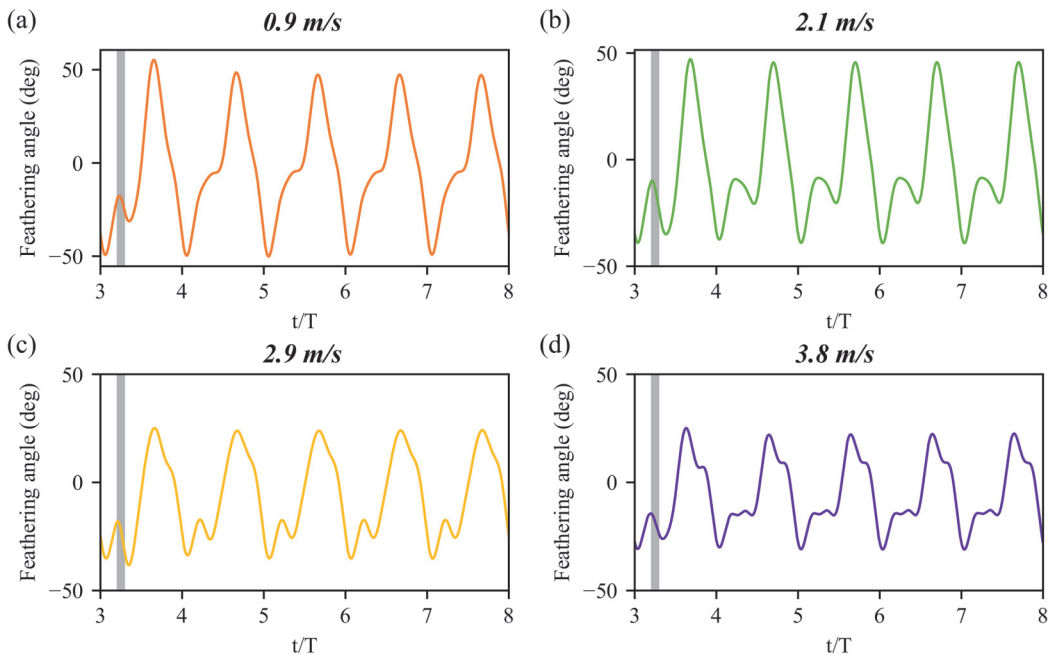 (a)
0.9 m/s
Feathering angle (deg)
50
0
−50
3 4 5 6 7 8
t/T
(b)
2.1 m/s
Feathering angle (deg)
50
0
−50
3 4 5 6 7 8
t/T
(c)
2.9 m/s
Feathering angle (deg)
50
0
−50
3 4 5 6 7 8
t/T
(d)
3.8 m/s
Feathering angle (deg)
50
0
−50
3 4 5 6 7 8
t/T